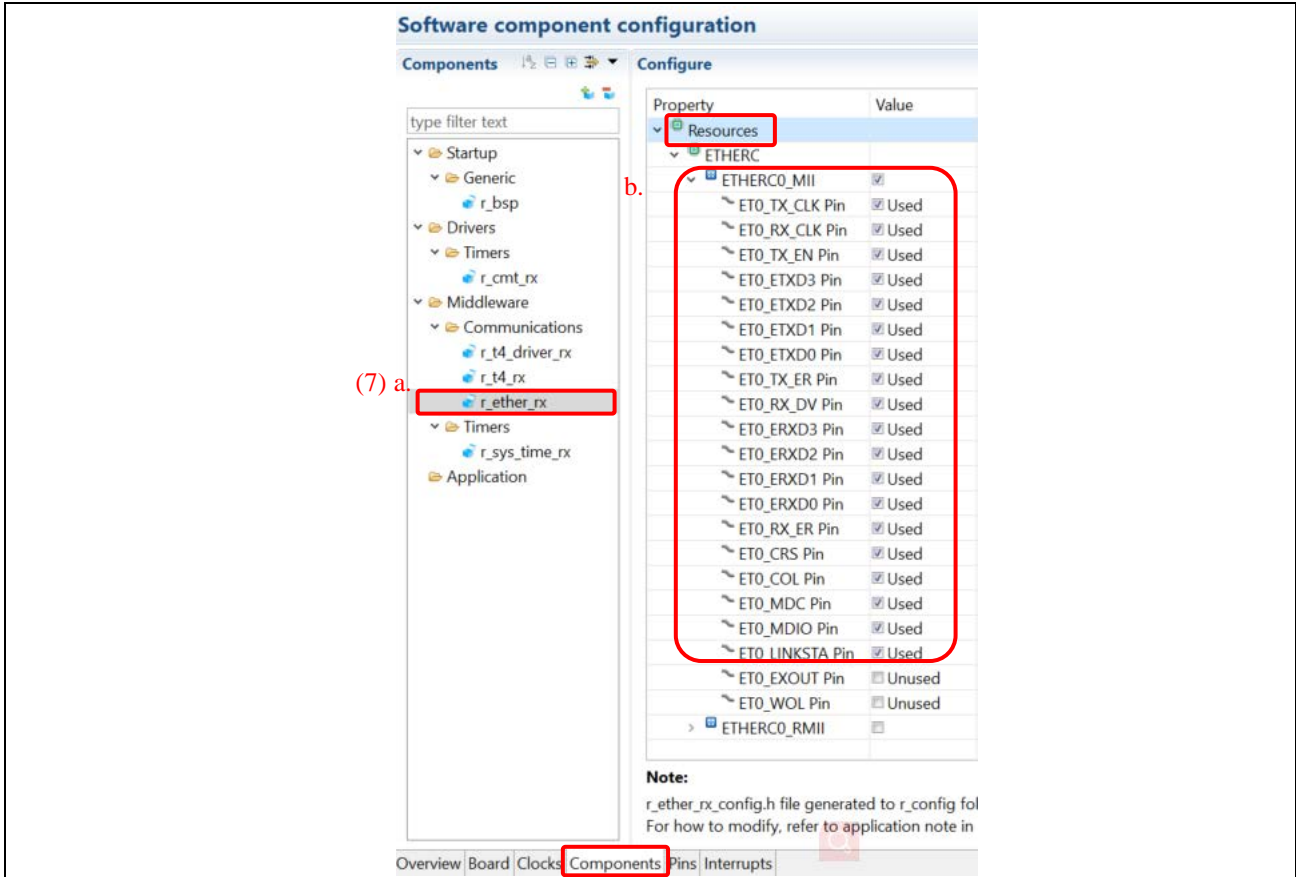 Software component configuration
Components
Configure
type filter text
Property Value
Resources
Startup
ETHERC
Generic
b.
ETHERC0_MII
r_bsp
ET0_TX_CLK Pin Used
Drivers
ET0_RX_CLK Pin Used
Timers
ET0_TX_EN Pin Used
r_cmt_rx
ET0_ETXD3 Pin Used
Middleware
ET0_ETXD2 Pin Used
Communications
ET0_ETXD1 Pin Used
r_t4_driver_rx
ET0_ETXD0 Pin Used
r_t4_rx
ET0_TX_ER Pin Used
(7) a.
r_ether_rx
ET0_RX_DV Pin Used
Timers
ET0_ERXD3 Pin Used
r_sys_time_rx
ET0_ERXD2 Pin Used
Application
ET0_ERXD1 Pin Used
ET0_ERXD0 Pin Used
ET0_RX_ER Pin Used
ET0_CRS Pin Used
ET0_COL Pin Used
ET0_MDC Pin Used
ET0_MDIO Pin Used
ET0_LINKSTA Pin Used
ET0_EXOUT Pin Unused
ET0_WOL Pin Unused
ETHERC0_RMII
Note:
r_ether_rx_config.h file generated to r_config fol
For how to modify, refer to application note in
Overview Board Clocks Components Pins Interrupts